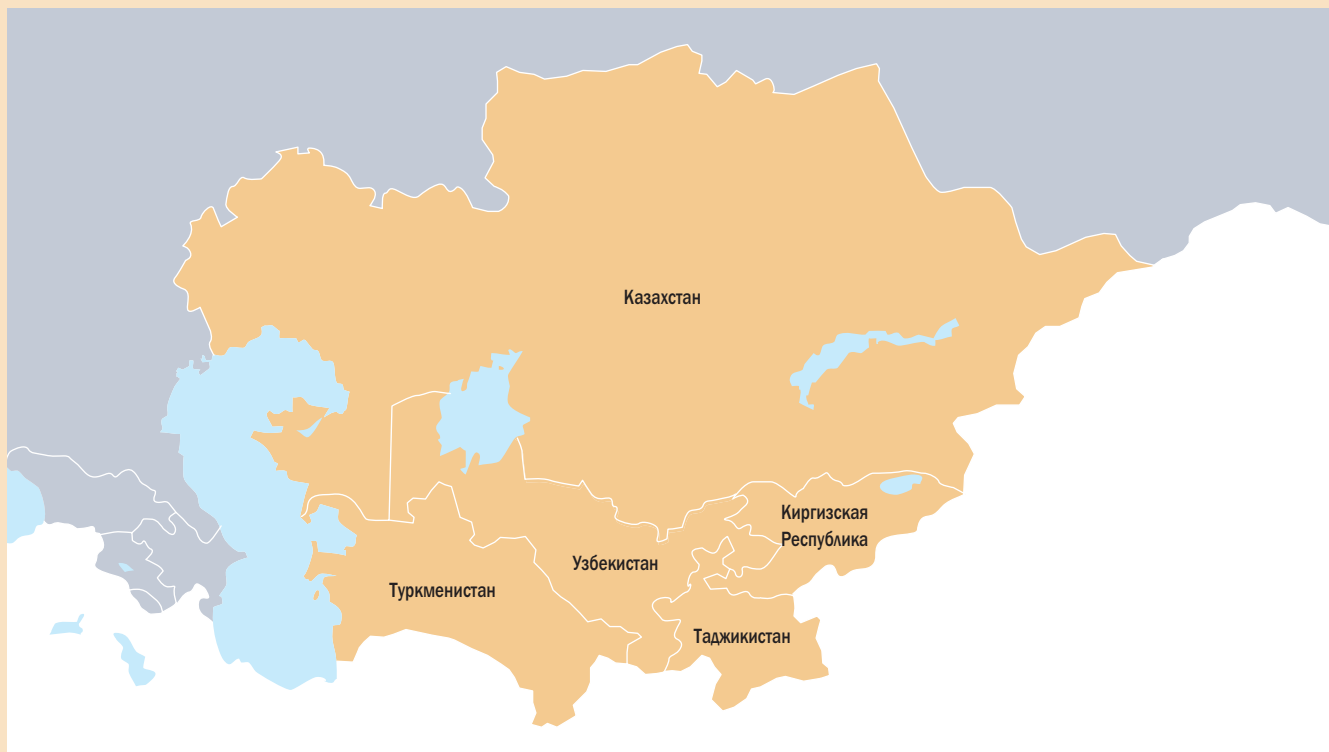 Казахстан
Киргизская
Республика
Узбекистан
Туркменистан
Таджикистан